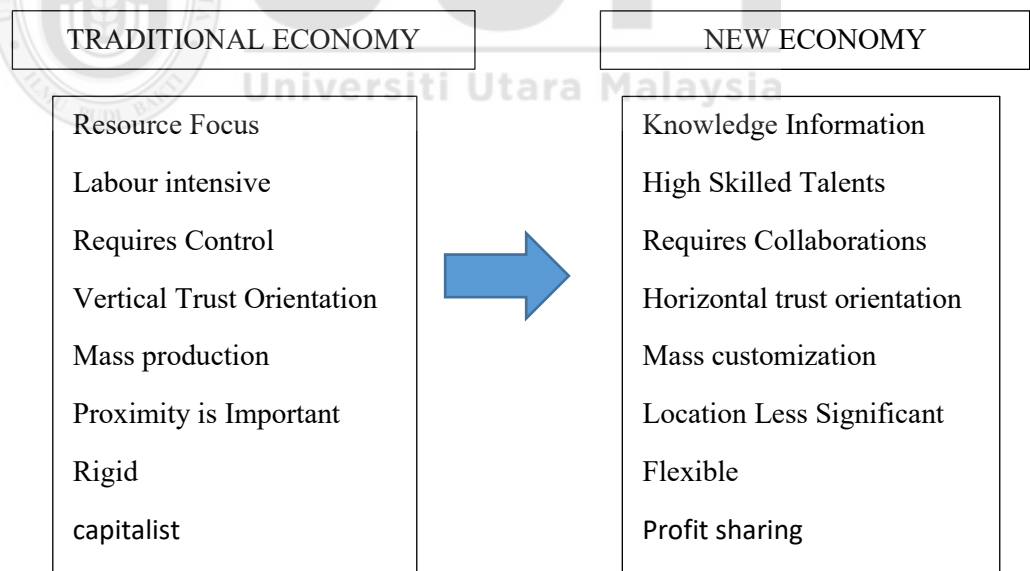 TRADITIONAL ECONOMY
NEW ECONOMY
Universiti Utara Malaysia
Resource Focus
Labour intensive
Requires Control
Vertical Trust Orientation
Mass production
Proximity is Important
Rigid
capitalist
Knowledge Information
High Skilled Talents
Requires Collaborations
Horizontal trust orientation
Mass customization
Location Less Significant
Flexible
Profit sharing